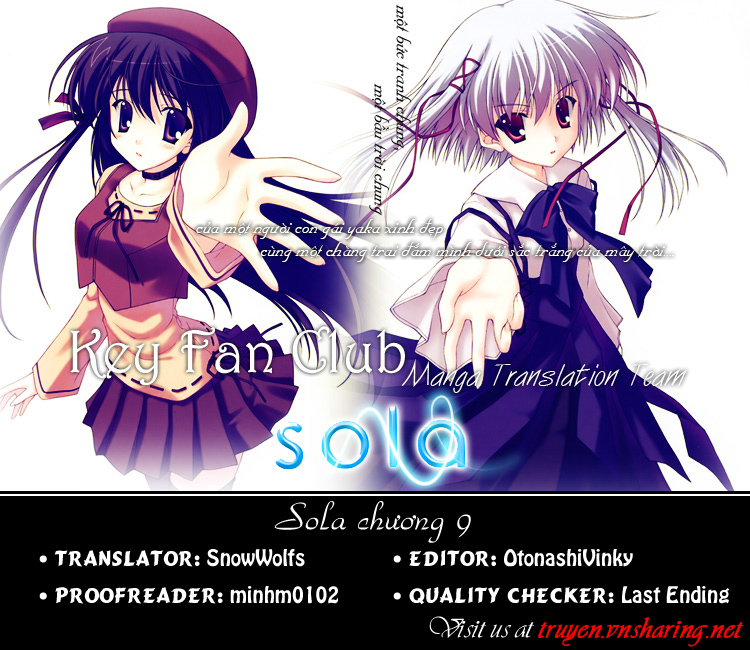 một bức tranh chung,
một bầu trời chung
của một người con gái yaka xinh đẹp
cùng một chàng trai đắm mình dưới sắc trắng của mây trời...
Key Fan Club
Manga Translation Team
sola
Sola chương 9
• TRANSLATOR: SnowWolfs
• EDITOR: OtonashiVinky
• PROOFREADER: minhm0102
• QUALITY CHECKER: Last Ending
Visit us at truyen.vnsharing.net